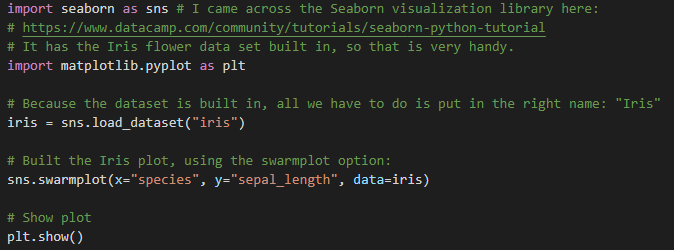 import seaborn as sns # I came across the Seaborn visualization library here:
# https://www.datacamp.com/community/tutorials/seaborn-python-tutorial
# It has the Iris flower data set built in, so that is very handy.
import matplotlib.pyplot as plt
# Because the dataset is built in, all we have to do is put in the right name: "Iris"
iris = sns.load_dataset("iris")
# Built the Iris plot, using the swarmplot option:
sns.swarmplot(x="species", y="sepal_length", data=iris)
# Show plot
plt.show()